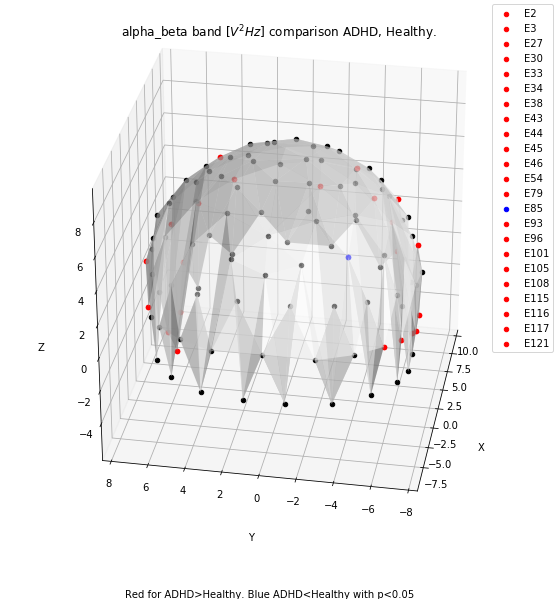 alpha_beta band [V²Hz] comparison ADHD, Healthy.
E2
E3
E27
E30
E33
E34
E38
E43
E44
E45
E46
E54
E79
E85
E93
E96
E101
E105
E108
E115
E116
E117
E121
8
6
4
2
0
−2
−4
Z
10.0
7.5
5.0
2.5
0.0
−2.5
−5.0
−7.5
X
8
6
4
2
0
−2
−4
−6
−8
Y
Red for ADHD>Healthy. Blue ADHD<Healthy with p<0.05